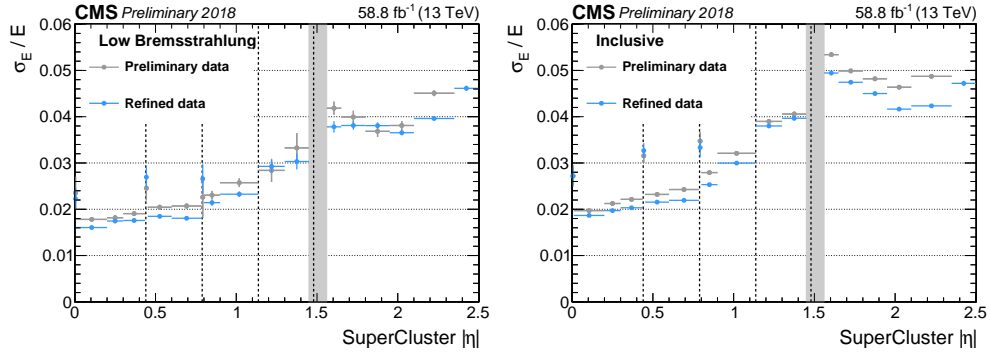 CMS Preliminary 2018 58.8 fb⁻¹ (13 TeV)
σ_E / E
0.06
0.05
0.04
0.03
0.02
0.01
0
Low Bremsstrahlung
Preliminary data
Refined data
0 0.5 1 1.5 2 2.5
SuperCluster |η|
CMS Preliminary 2018 58.8 fb⁻¹ (13 TeV)
σ_E / E
0.06
0.05
0.04
0.03
0.02
0.01
0
Inclusive
Preliminary data
Refined data
0 0.5 1 1.5 2 2.5
SuperCluster |η|